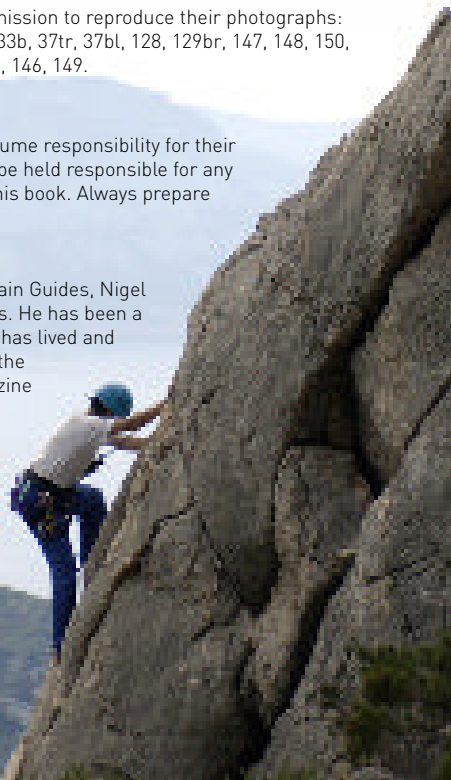 mission to reproduce their photographs:
33b, 37tr, 37bl, 128, 129br, 147, 148, 150,
, 146, 149.
ume responsibility for their
be held responsible for any
his book. Always prepare
ain Guides, Nigel
s. He has been a
has lived and
the
zine